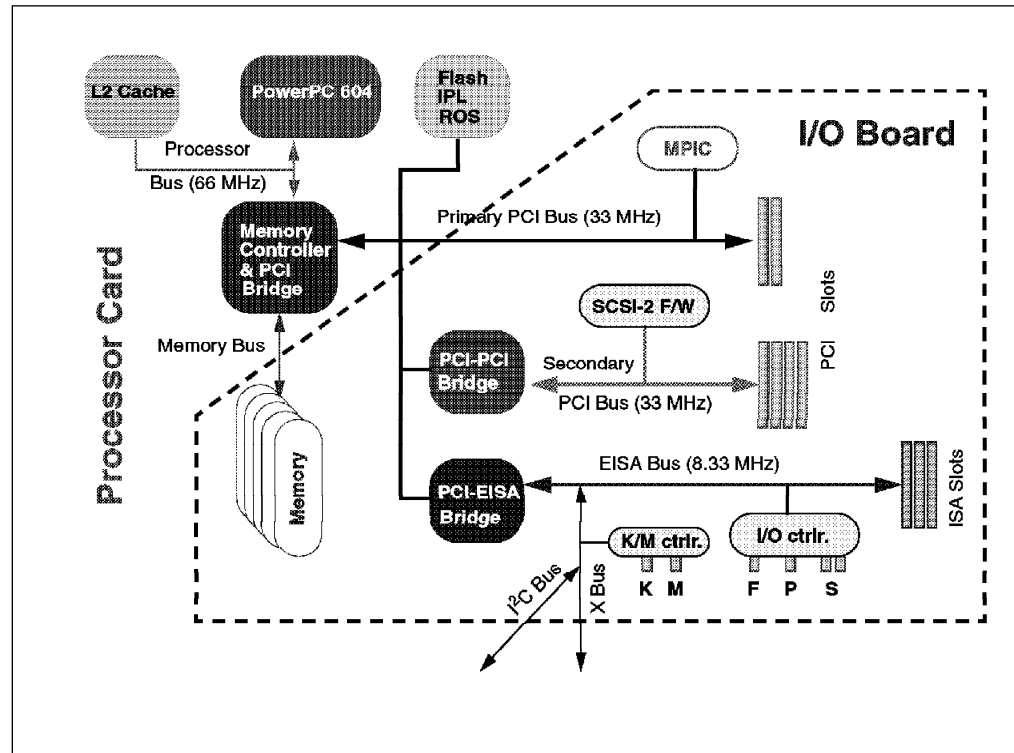 L2 Cache
PowerPC 604
Flash
IPL
ROS
I/O Board
MPIC
Processor
Bus (66 MHz)
Primary PCI Bus (33 MHz)
Memory
Controller
& PCI
Bridge
Processor Card
Slots
PCI
SCSI-2 F/W
Memory Bus
PCI-PCI
Bridge
Secondary
PCI Bus (33 MHz)
Memory
EISA Bus (8.33 MHz)
PCI-EISA
Bridge
ISA Slots
K/M ctrlr.
I/O ctrlr.
K M
F P S
I²C Bus
X Bus